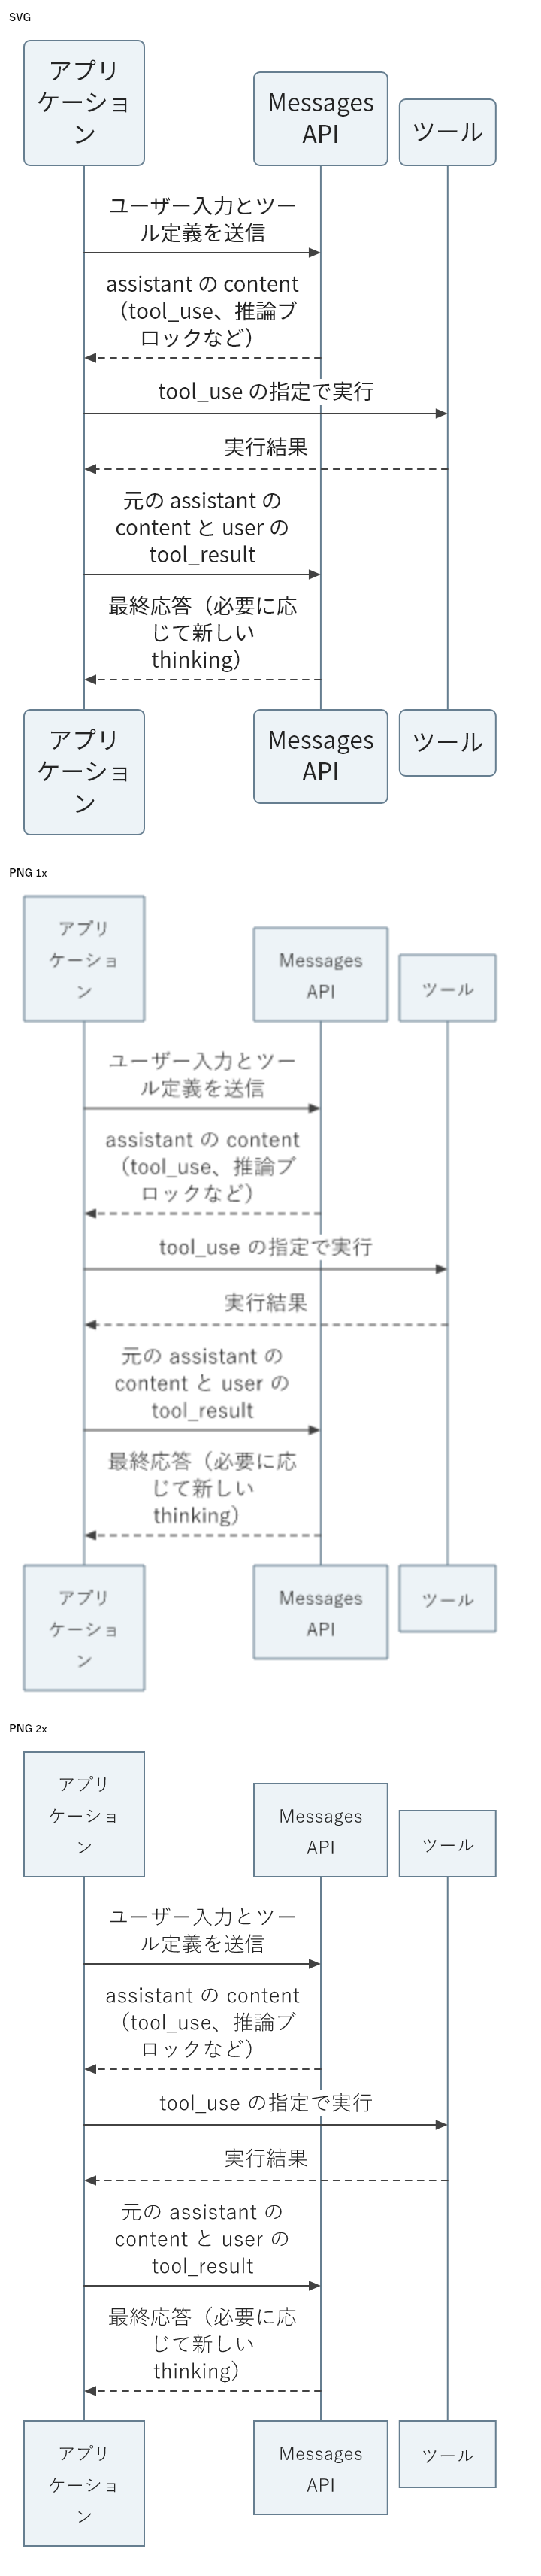 SVG
アプリ
ケーショ
ン
Messages
API
ツール
ユーザー入力とツー
ル定義を送信
assistant の content
（tool_use、推論ブ
ロックなど）
tool_use の指定で実行
実行結果
元の assistant の
content と user の
tool_result
最終応答（必要に応
じて新しい
thinking）
アプリ
ケーショ
ン
Messages
API
ツール
PNG 1x
アプリ
ケーショ
ン
Messages
API
ツール
ユーザー入力とツー
ル定義を送信
assistant の content
（tool_use、推論ブ
ロックなど）
tool_use の指定で実行
実行結果
元の assistant の
content と user の
tool_result
最終応答（必要に応
じて新しい
thinking）
アプリ
ケーショ
ン
Messages
API
ツール
PNG 2x
アプリ
ケーショ
ン
Messages
API
ツール
ユーザー入力とツー
ル定義を送信
assistant の content
（tool_use、推論ブ
ロックなど）
tool_use の指定で実行
実行結果
元の assistant の
content と user の
tool_result
最終応答（必要に応
じて新しい
thinking）
アプリ
ケーショ
ン
Messages
API
ツール